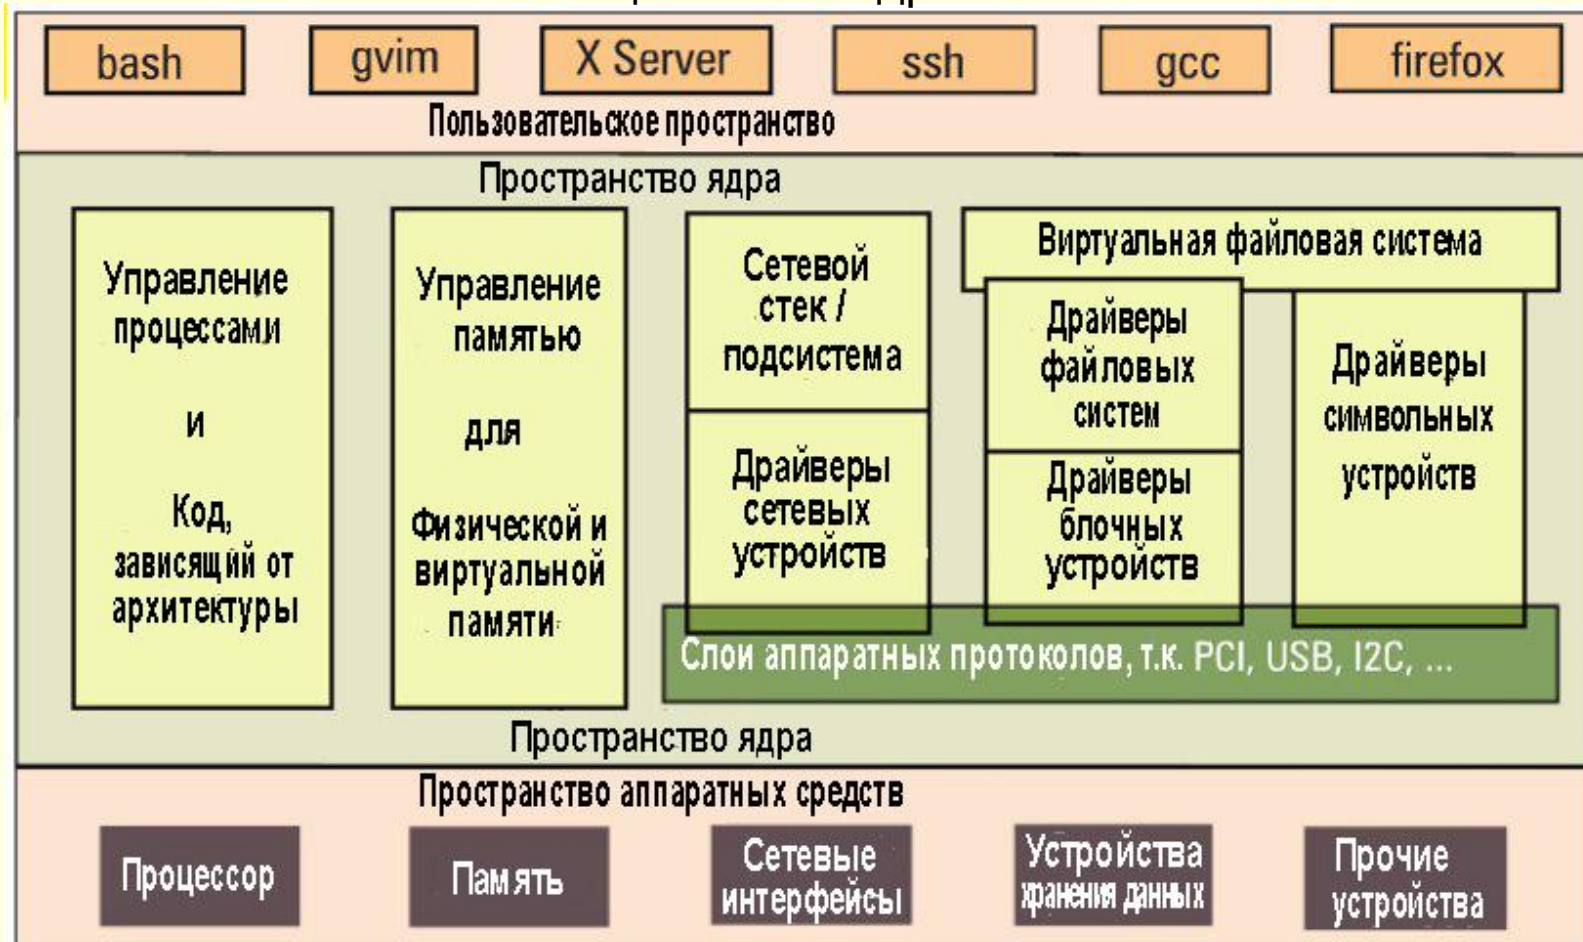 bash
gvim
X Server
ssh
gcc
firefox
Пользовательское пространство
Пространство ядра
Управление
процессами
и
Код,
зависящий от
архитектуры
Управление
памятью
для
Физической и
виртуальной
памяти
Сетевой
стек /
подсистема
Драйверы
сетевых
устройств
Виртуальная файловая система
Драйверы
файловых
систем
Драйверы
блочных
устройств
Драйверы
символьных
устройств
Слои аппаратных протоколов, т.к. PCI, USB, I2C, ...
Пространство ядра
Пространство аппаратных средств
Процессор
Память
Сетевые
интерфейсы
Устройства
хранения данных
Прочие
устройства